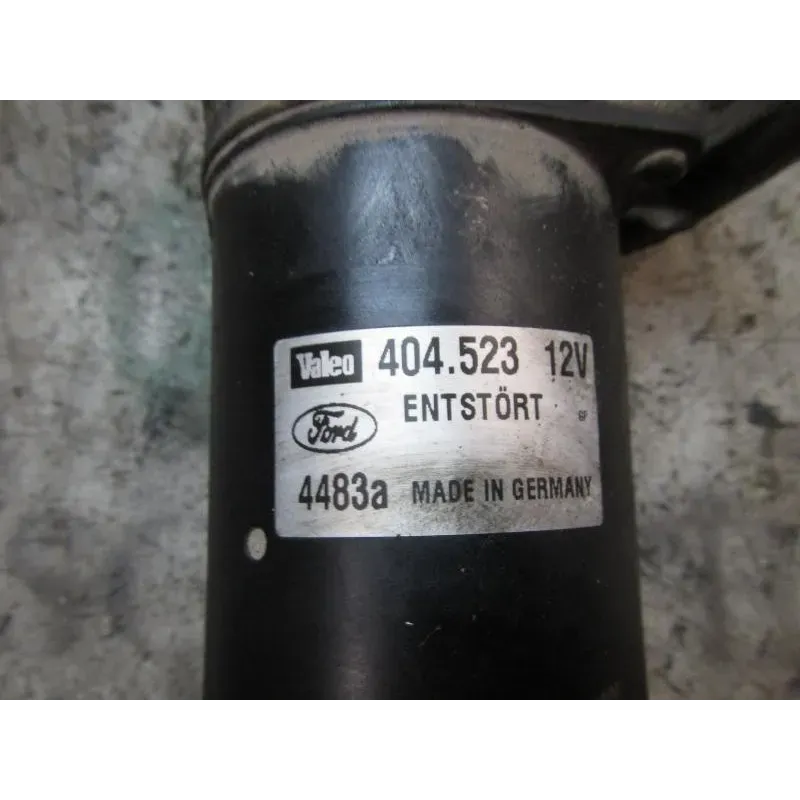 Valeo 404.523 12V
Ford ENTSTÖRT
4483a MADE IN GERMANY